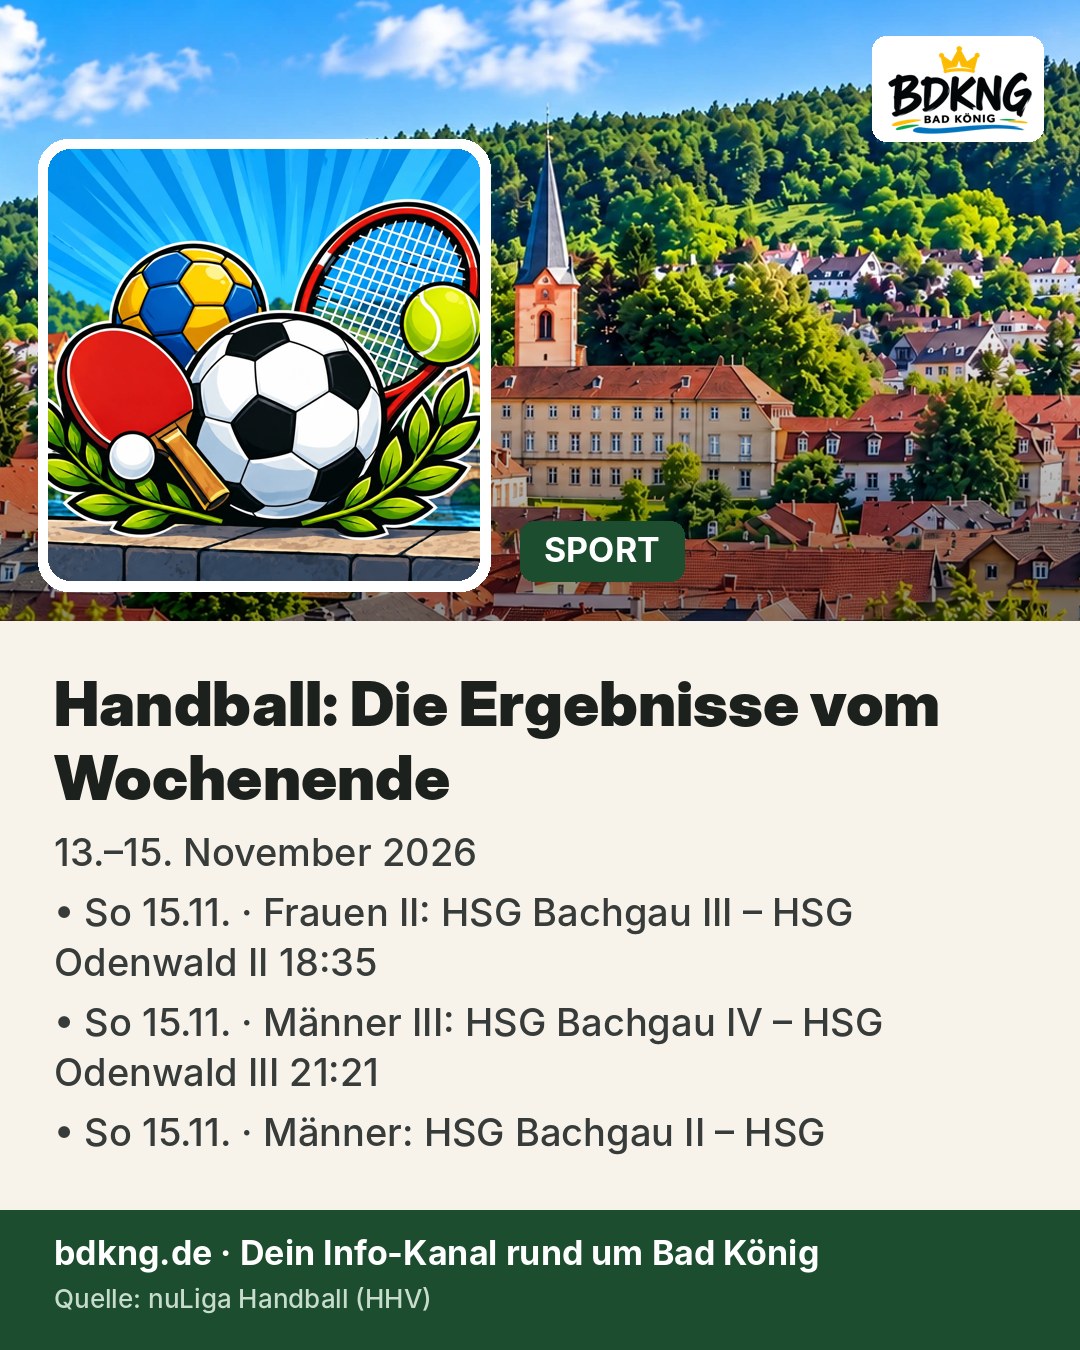 BDKNG
BAD KÖNIG
SPORT
Handball: Die Ergebnisse vom
Wochenende
13.–15. November 2026
• So 15.11. · Frauen II: HSG Bachgau III – HSG
Odenwald II 18:35
• So 15.11. · Männer III: HSG Bachgau IV – HSG
Odenwald III 21:21
• So 15.11. · Männer: HSG Bachgau II – HSG
bdkng.de · Dein Info-Kanal rund um Bad König
Quelle: nuLiga Handball (HHV)